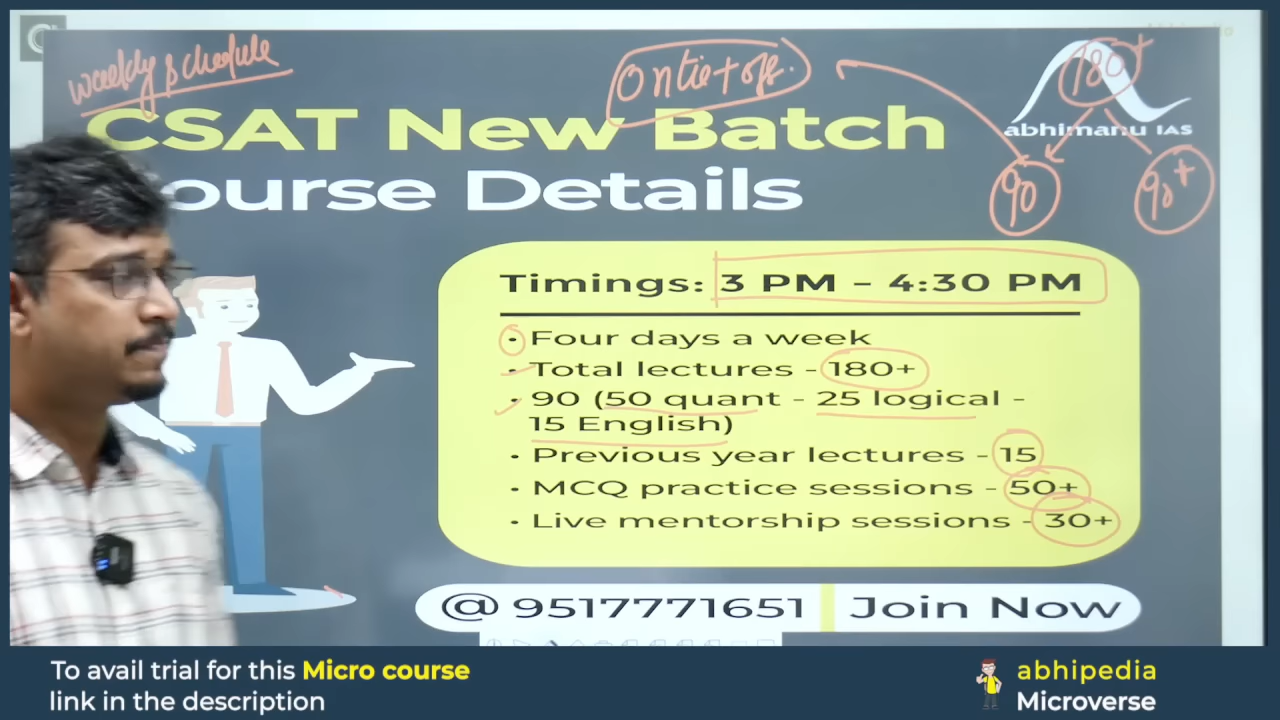 weekly schedule
180+
CSAT New Batch
abhimanu IAS
ourse Details
90
90+
Timings: 3 PM – 4:30 PM
• Four days a week
• Total lectures - 180+
• 90 (50 quant - 25 logical -
15 English)
• Previous year lectures - 15
• MCQ practice sessions - 50+
• Live mentorship sessions - 30+
@ 9517771651 | Join Now
To avail trial for this Micro course
link in the description
abhipedia
Microverse